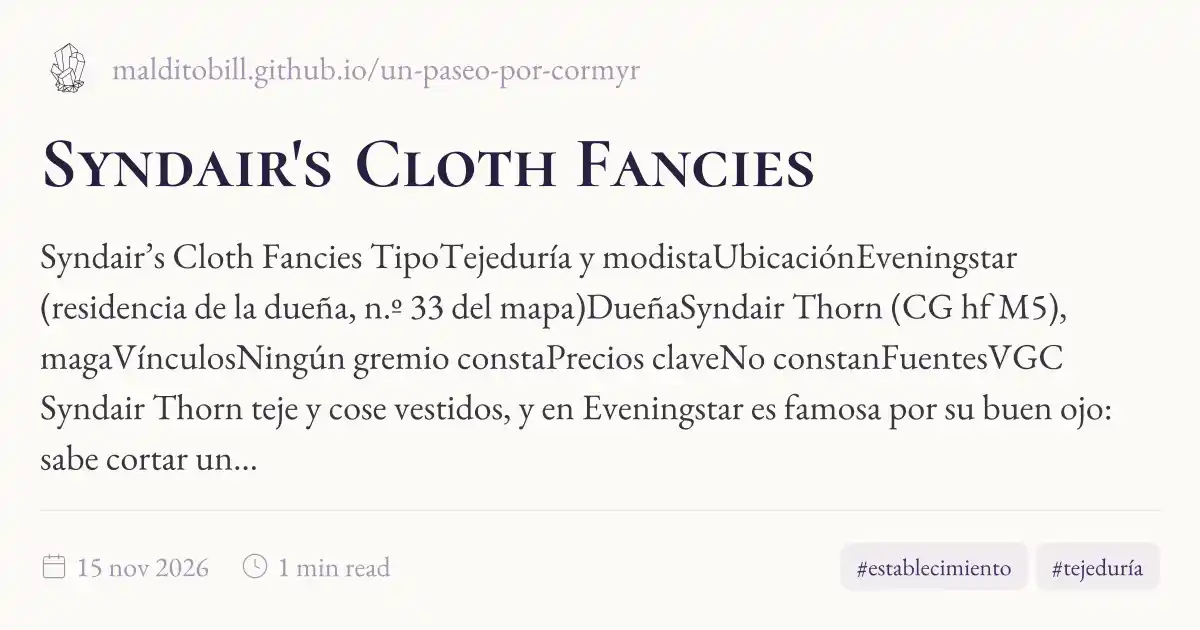 malditobill.github.io/un-paseo-por-cormyr
Syndair's Cloth Fancies
Syndair’s Cloth Fancies TipoTejeduría y modistaUbicaciónEveningstar
(residencia de la dueña, n.º 33 del mapa)DueñaSyndair Thorn (CG hf M5),
magaVínculosNingún gremio constaPrecios claveNo constanFuentesVGC
Syndair Thorn teje y cose vestidos, y en Eveningstar es famosa por su buen ojo:
sabe cortar un...
15 nov 2026
1 min read
#establecimiento
#tejeduría